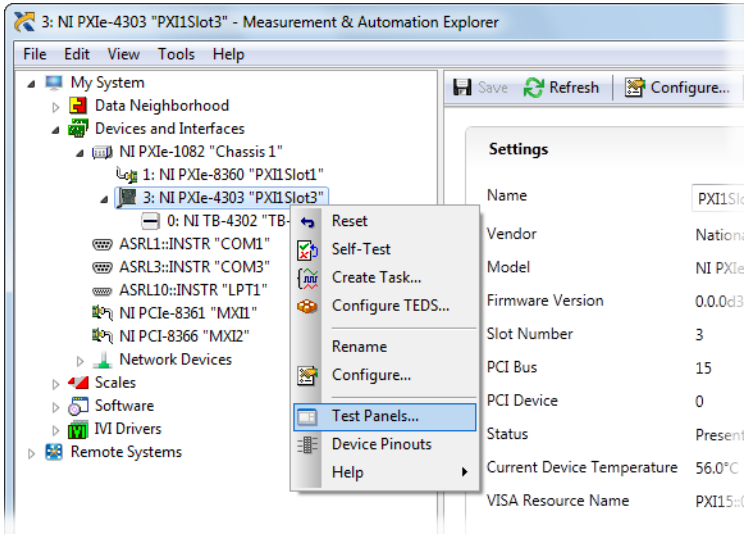 3: NI PXIe-4303 "PXI1Slot3" - Measurement & Automation Explorer
File Edit View Tools Help
My System
Data Neighborhood
Devices and Interfaces
NI PXIe-1082 "Chassis 1"
1: NI PXIe-8360 "PXI1Slot1"
3: NI PXIe-4303 "PXI1Slot3"
0: NI TB-4302 "TB-
ASRL1::INSTR "COM1"
ASRL3::INSTR "COM3"
ASRL10::INSTR "LPT1"
NI PCIe-8361 "MXI1"
NI PCI-8366 "MXI2"
Network Devices
Scales
Software
IVI Drivers
Remote Systems
Reset
Self-Test
Create Task...
Configure TEDS...
Rename
Configure...
Test Panels...
Device Pinouts
Help
Save Refresh Configure...
Settings
Name PXI1Slo
Vendor Nationa
Model NI PXIe
Firmware Version 0.0.0d3
Slot Number 3
PCI Bus 15
PCI Device 0
Status Present
Current Device Temperature 56.0°C
VISA Resource Name PXI15::0